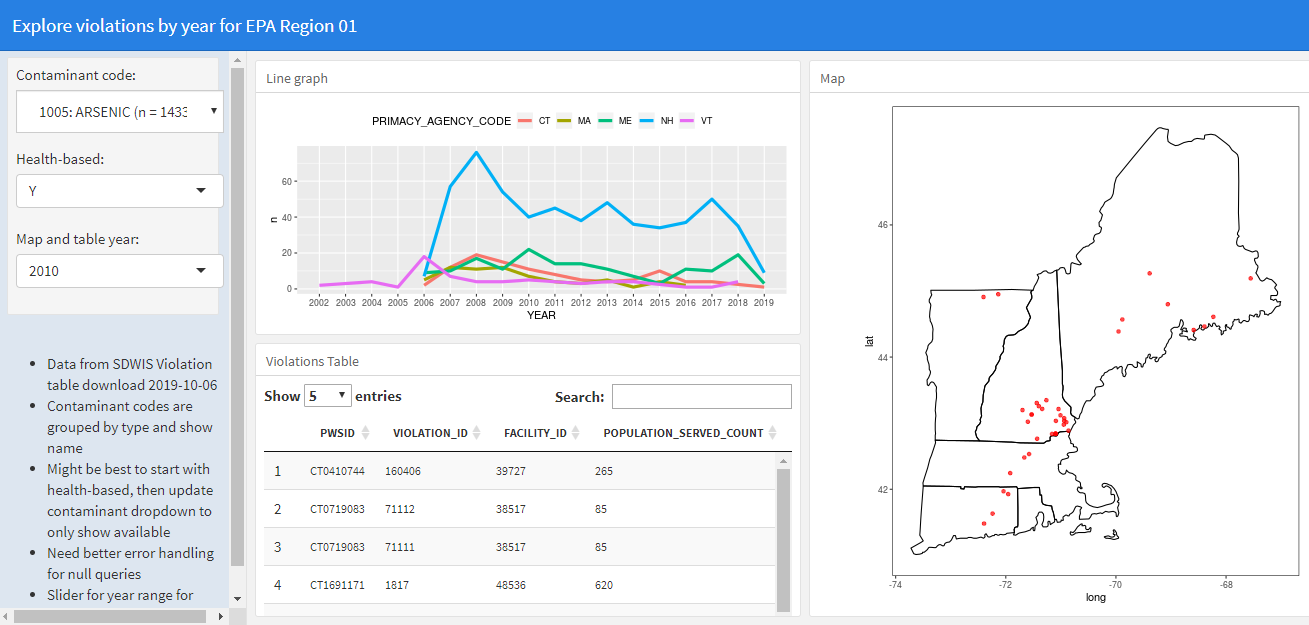 Explore violations by year for EPA Region 01
Contaminant code:
1005: ARSENIC (n = 1433
Health-based:
Y
Map and table year:
2010
Data from SDWIS Violation
table download 2019-10-06
Contaminant codes are
grouped by type and show
name
Might be best to start with
health-based, then update
contaminant dropdown to
only show available
Need better error handling
for null queries
Slider for year range for
Line graph
PRIMACY_AGENCY_CODE CT MA ME NH VT
n
60
40
20
0
2002 2003 2004 2005 2006 2007 2008 2009 2010 2011 2012 2013 2014 2015 2016 2017 2018 2019
YEAR
Violations Table
Show 5 entries Search:
PWSID VIOLATION_ID FACILITY_ID POPULATION_SERVED_COUNT
1 CT0410744 160406 39727 265
2 CT0719083 71112 38517 85
3 CT0719083 71111 38517 85
4 CT1691171 1817 48536 620
Map
lat
46
44
42
-74 -72 -70 -68
long